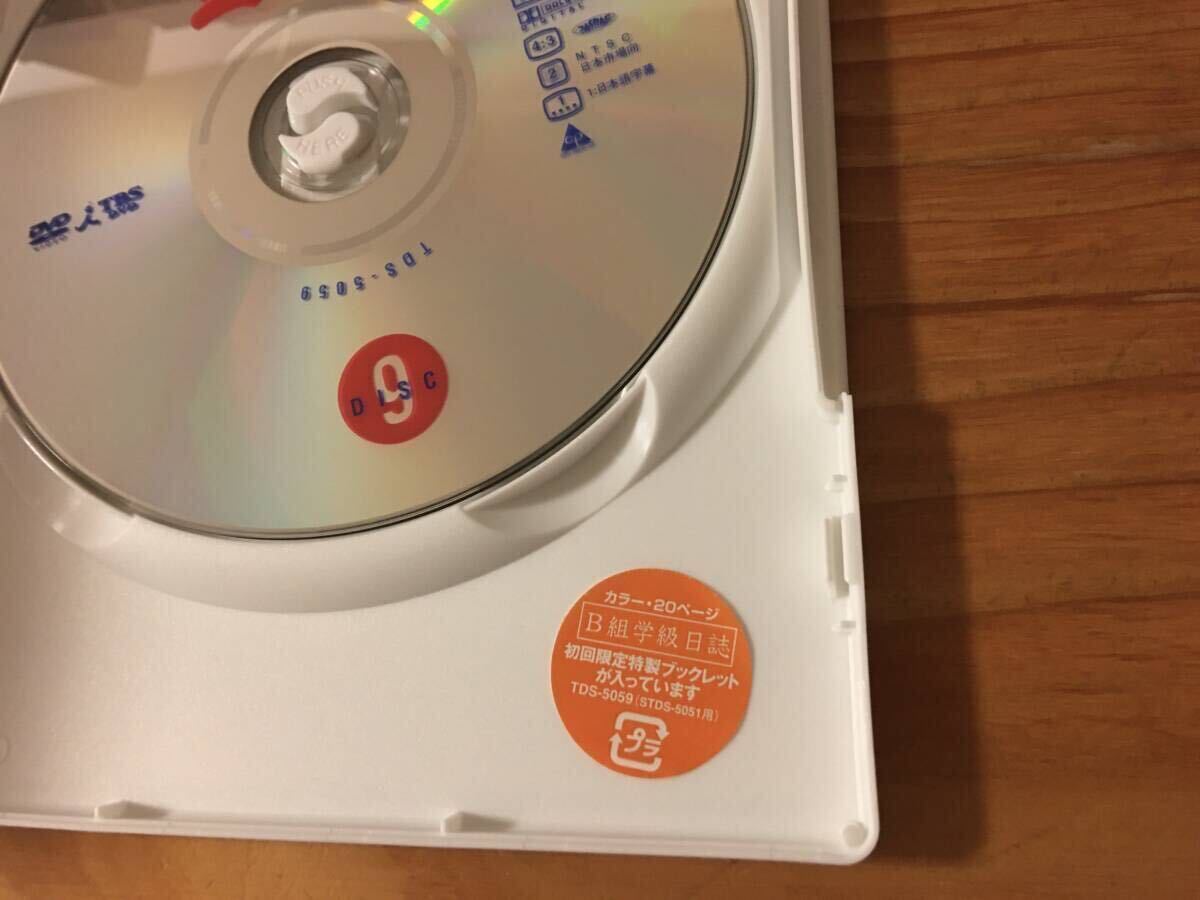 DIGITAL
4:3
NTSC
2
日本市場向
1:日本語字幕
PUSH
HERE
DVD
VIDEO
TBS
TDS-5059
9
DISC
カラー・20ページ
B組学級日誌
初回限定特製ブックレット
が入っています
TDS-5059(STDS-5051用)
プラ